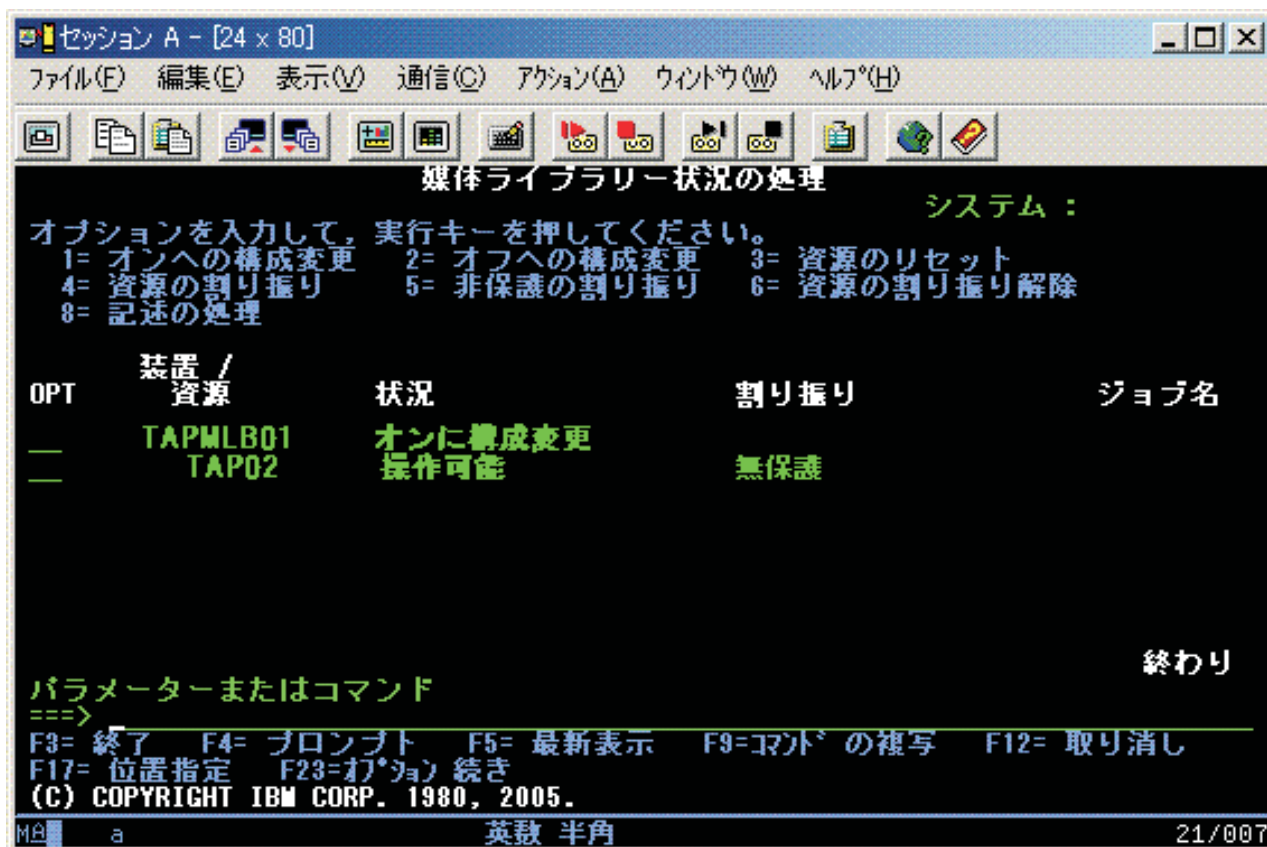 セッション A - [24 x 80]
ファイル(F) 編集(E) 表示(V) 通信(C) アクション(A) ウィンドウ(W) ヘルプ(H)
媒体ライブラリー状況の処理
システム :
オプションを入力して, 実行キーを押してください。
1= オンへの構成変更 2= オフへの構成変更 3= 資源のリセット
4= 資源の割り振り 5= 非保護の割り振り 6= 資源の割り振り解除
8= 記述の処理
装置 /
OPT 資源 状況 割り振り ジョブ名
__ TAPMLB01 オンに構成変更
__ TAP02 操作可能 無保護
終わり
パラメーターまたはコマンド
===>
F3= 終了 F4= プロンプト F5= 最新表示 F9=コマンド の複写 F12= 取り消し
F17= 位置指定 F23=オプション 続き
(C) COPYRIGHT IBM CORP. 1980, 2005.
MA a 英数 半角 21/007